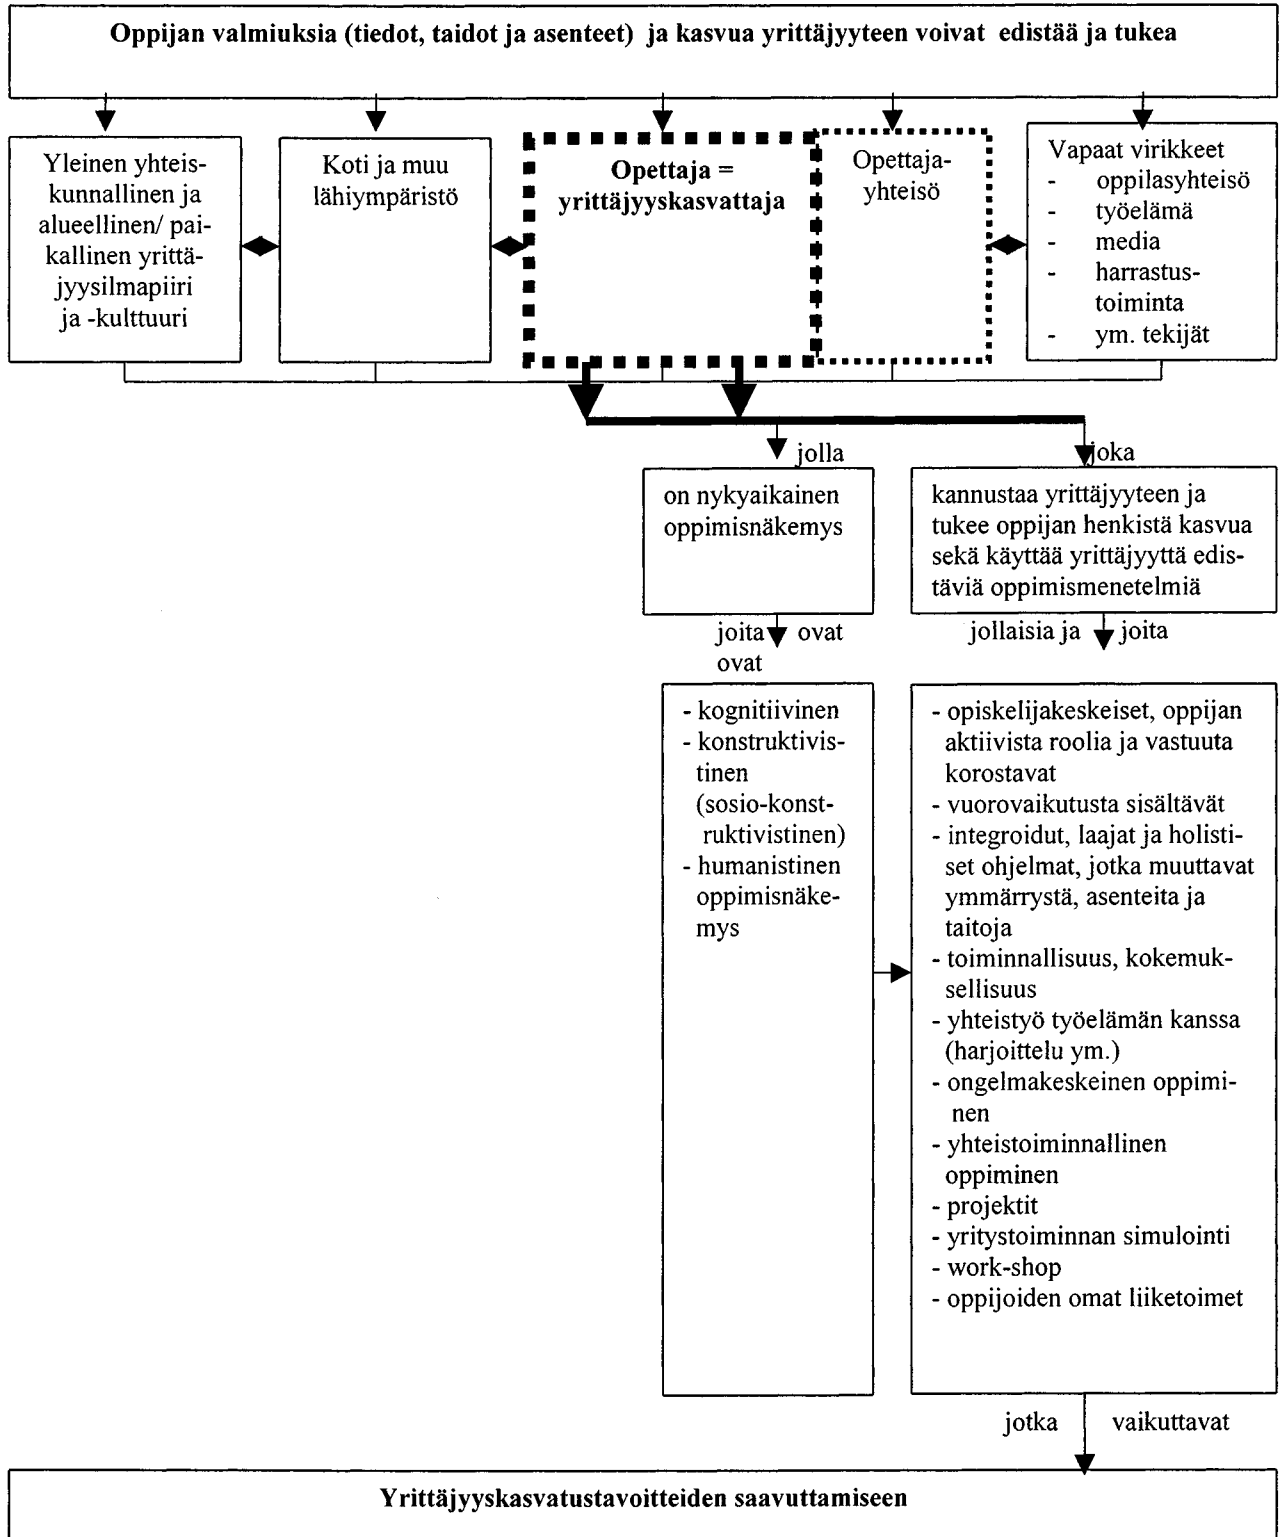 Oppijan valmiuksia (tiedot, taidot ja asenteet) ja kasvua yrittäjyyteen voivat edistää ja tukea
Yleinen yhteis-
kunnallinen ja
alueellinen/ pai-
kallinen yrittä-
jyysilmapiiri
ja -kulttuuri
Koti ja muu
lähiympäristö
Opettaja =
yrittäjyyskasvattaja
Opettaja-
yhteisö
Vapaat virikkeet
- oppilasyhteisö
- työelämä
- media
- harrastus-
toiminta
- ym. tekijät
jolla
joka
on nykyaikainen
oppimisnäkemys
kannustaa yrittäjyyteen ja
tukee oppijan henkistä kasvua
sekä käyttää yrittäjyyttä edis-
täviä oppimismenetelmiä
joita ovat
ovat
jollaisia ja joita
- kognitiivinen
- konstruktivis-
tinen
(sosio-konst-
ruktivistinen)
- humanistinen
oppimisnäke-
mys
- opiskelijakeskeiset, oppijan
aktiivista roolia ja vastuuta
korostavat
- vuorovaikutusta sisältävät
- integroidut, laajat ja holisti-
set ohjelmat, jotka muuttavat
ymmärrystä, asenteita ja
taitoja
- toiminnallisuus, kokemuk-
sellisuus
- yhteistyö työelämän kanssa
(harjoittelu ym.)
- ongelmakeskeinen oppimi-
nen
- yhteistoiminnallinen
oppiminen
- projektit
- yritystoiminnan simulointi
- work-shop
- oppijoiden omat liiketoimet
jotka vaikuttavat
Yrittäjyyskasvatustavoitteiden saavuttamiseen